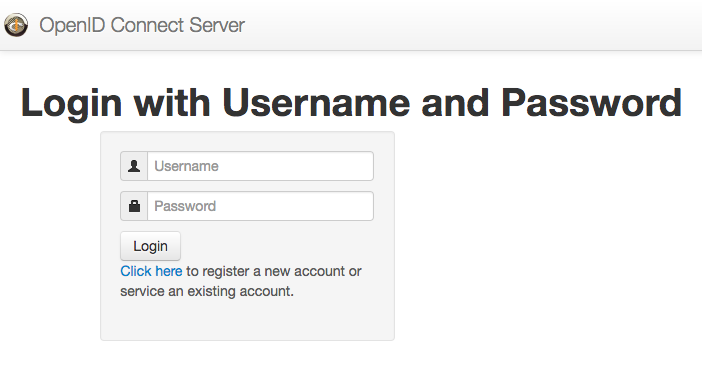 OpenID Connect Server
Login with Username and Password
Username
Password
Login
Click here to register a new account or
service an existing account.